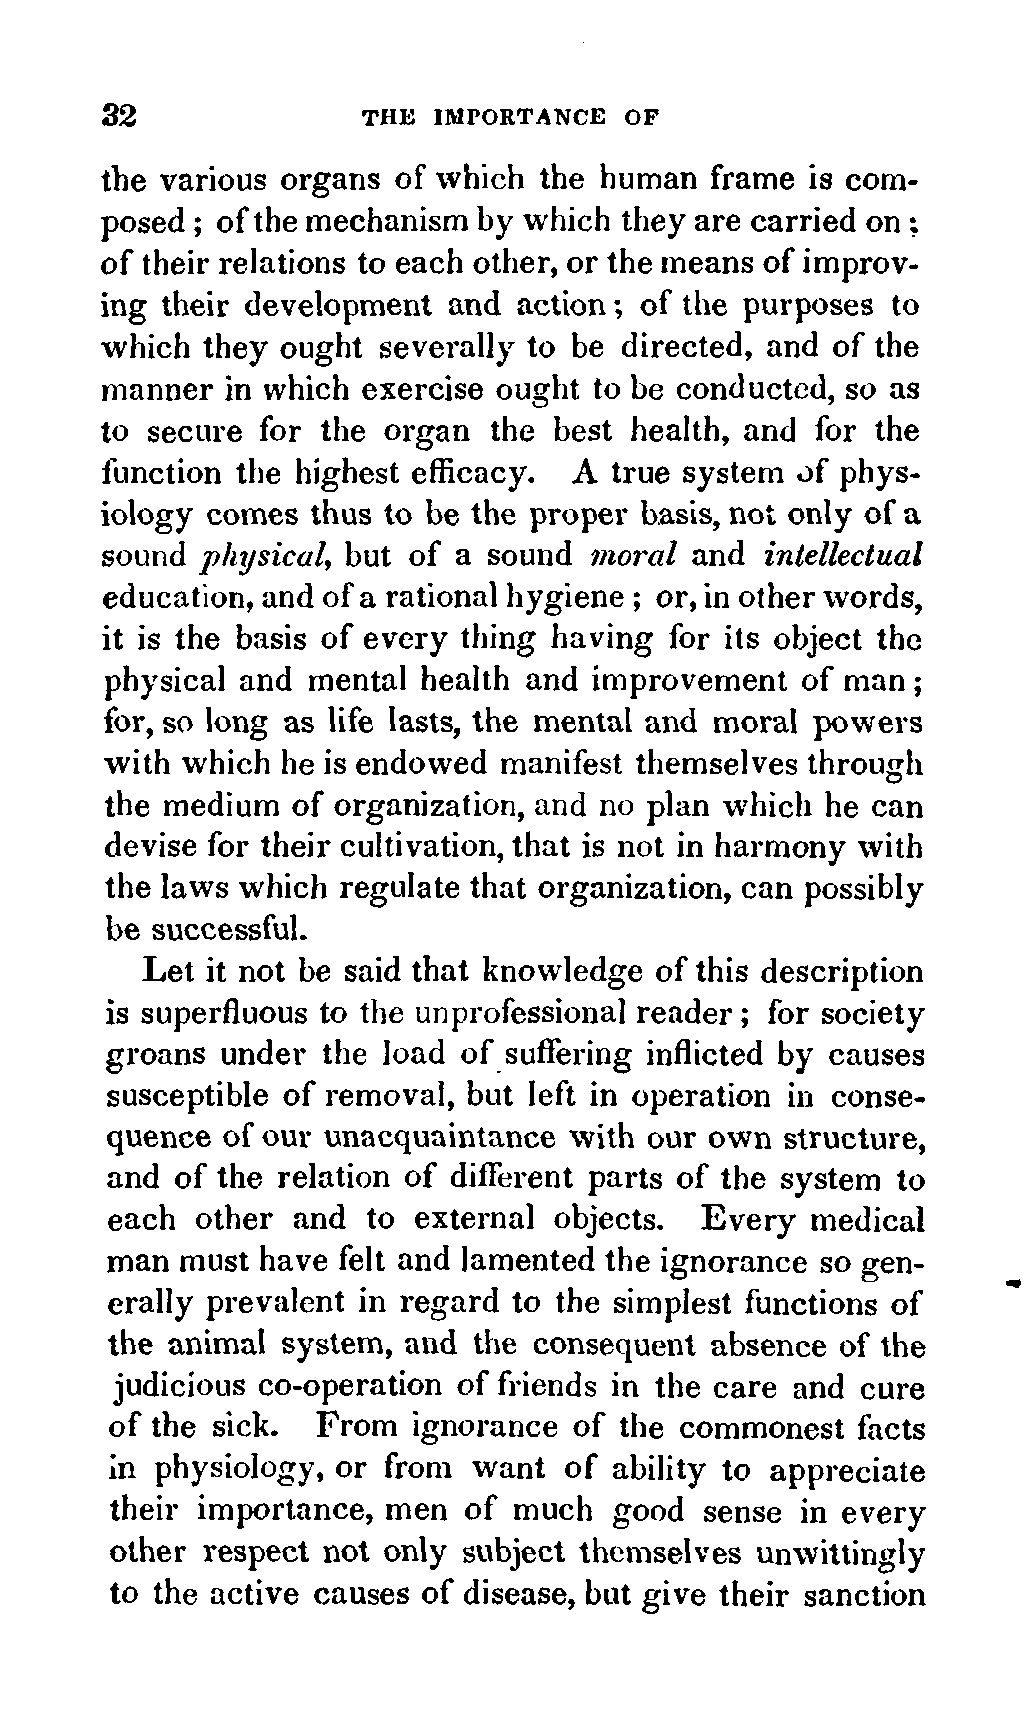 32 THE IMPORTANCE OF
the various organs of which the human frame is com-
posed ; of the mechanism by which they are carried on ;
of their relations to each other, or the means of improv-
ing their development and action ; of the purposes to
which they ought severally to be directed, and of the
manner in which exercise ought to be conducted, so as
to secure for the organ the best health, and for the
function the highest efficacy. A true system of phys-
iology comes thus to be the proper basis, not only of a
sound physical, but of a sound moral and intellectual
education, and of a rational hygiene ; or, in other words,
it is the basis of every thing having for its object the
physical and mental health and improvement of man ;
for, so long as life lasts, the mental and moral powers
with which he is endowed manifest themselves through
the medium of organization, and no plan which he can
devise for their cultivation, that is not in harmony with
the laws which regulate that organization, can possibly
be successful.
Let it not be said that knowledge of this description
is superfluous to the unprofessional reader ; for society
groans under the load of suffering inflicted by causes
susceptible of removal, but left in operation in conse-
quence of our unacquaintance with our own structure,
and of the relation of different parts of the system to
each other and to external objects. Every medical
man must have felt and lamented the ignorance so gen-
erally prevalent in regard to the simplest functions of
the animal system, and the consequent absence of the
judicious co-operation of friends in the care and cure
of the sick. From ignorance of the commonest facts
in physiology, or from want of ability to appreciate
their importance, men of much good sense in every
other respect not only subject themselves unwittingly
to the active causes of disease, but give their sanction